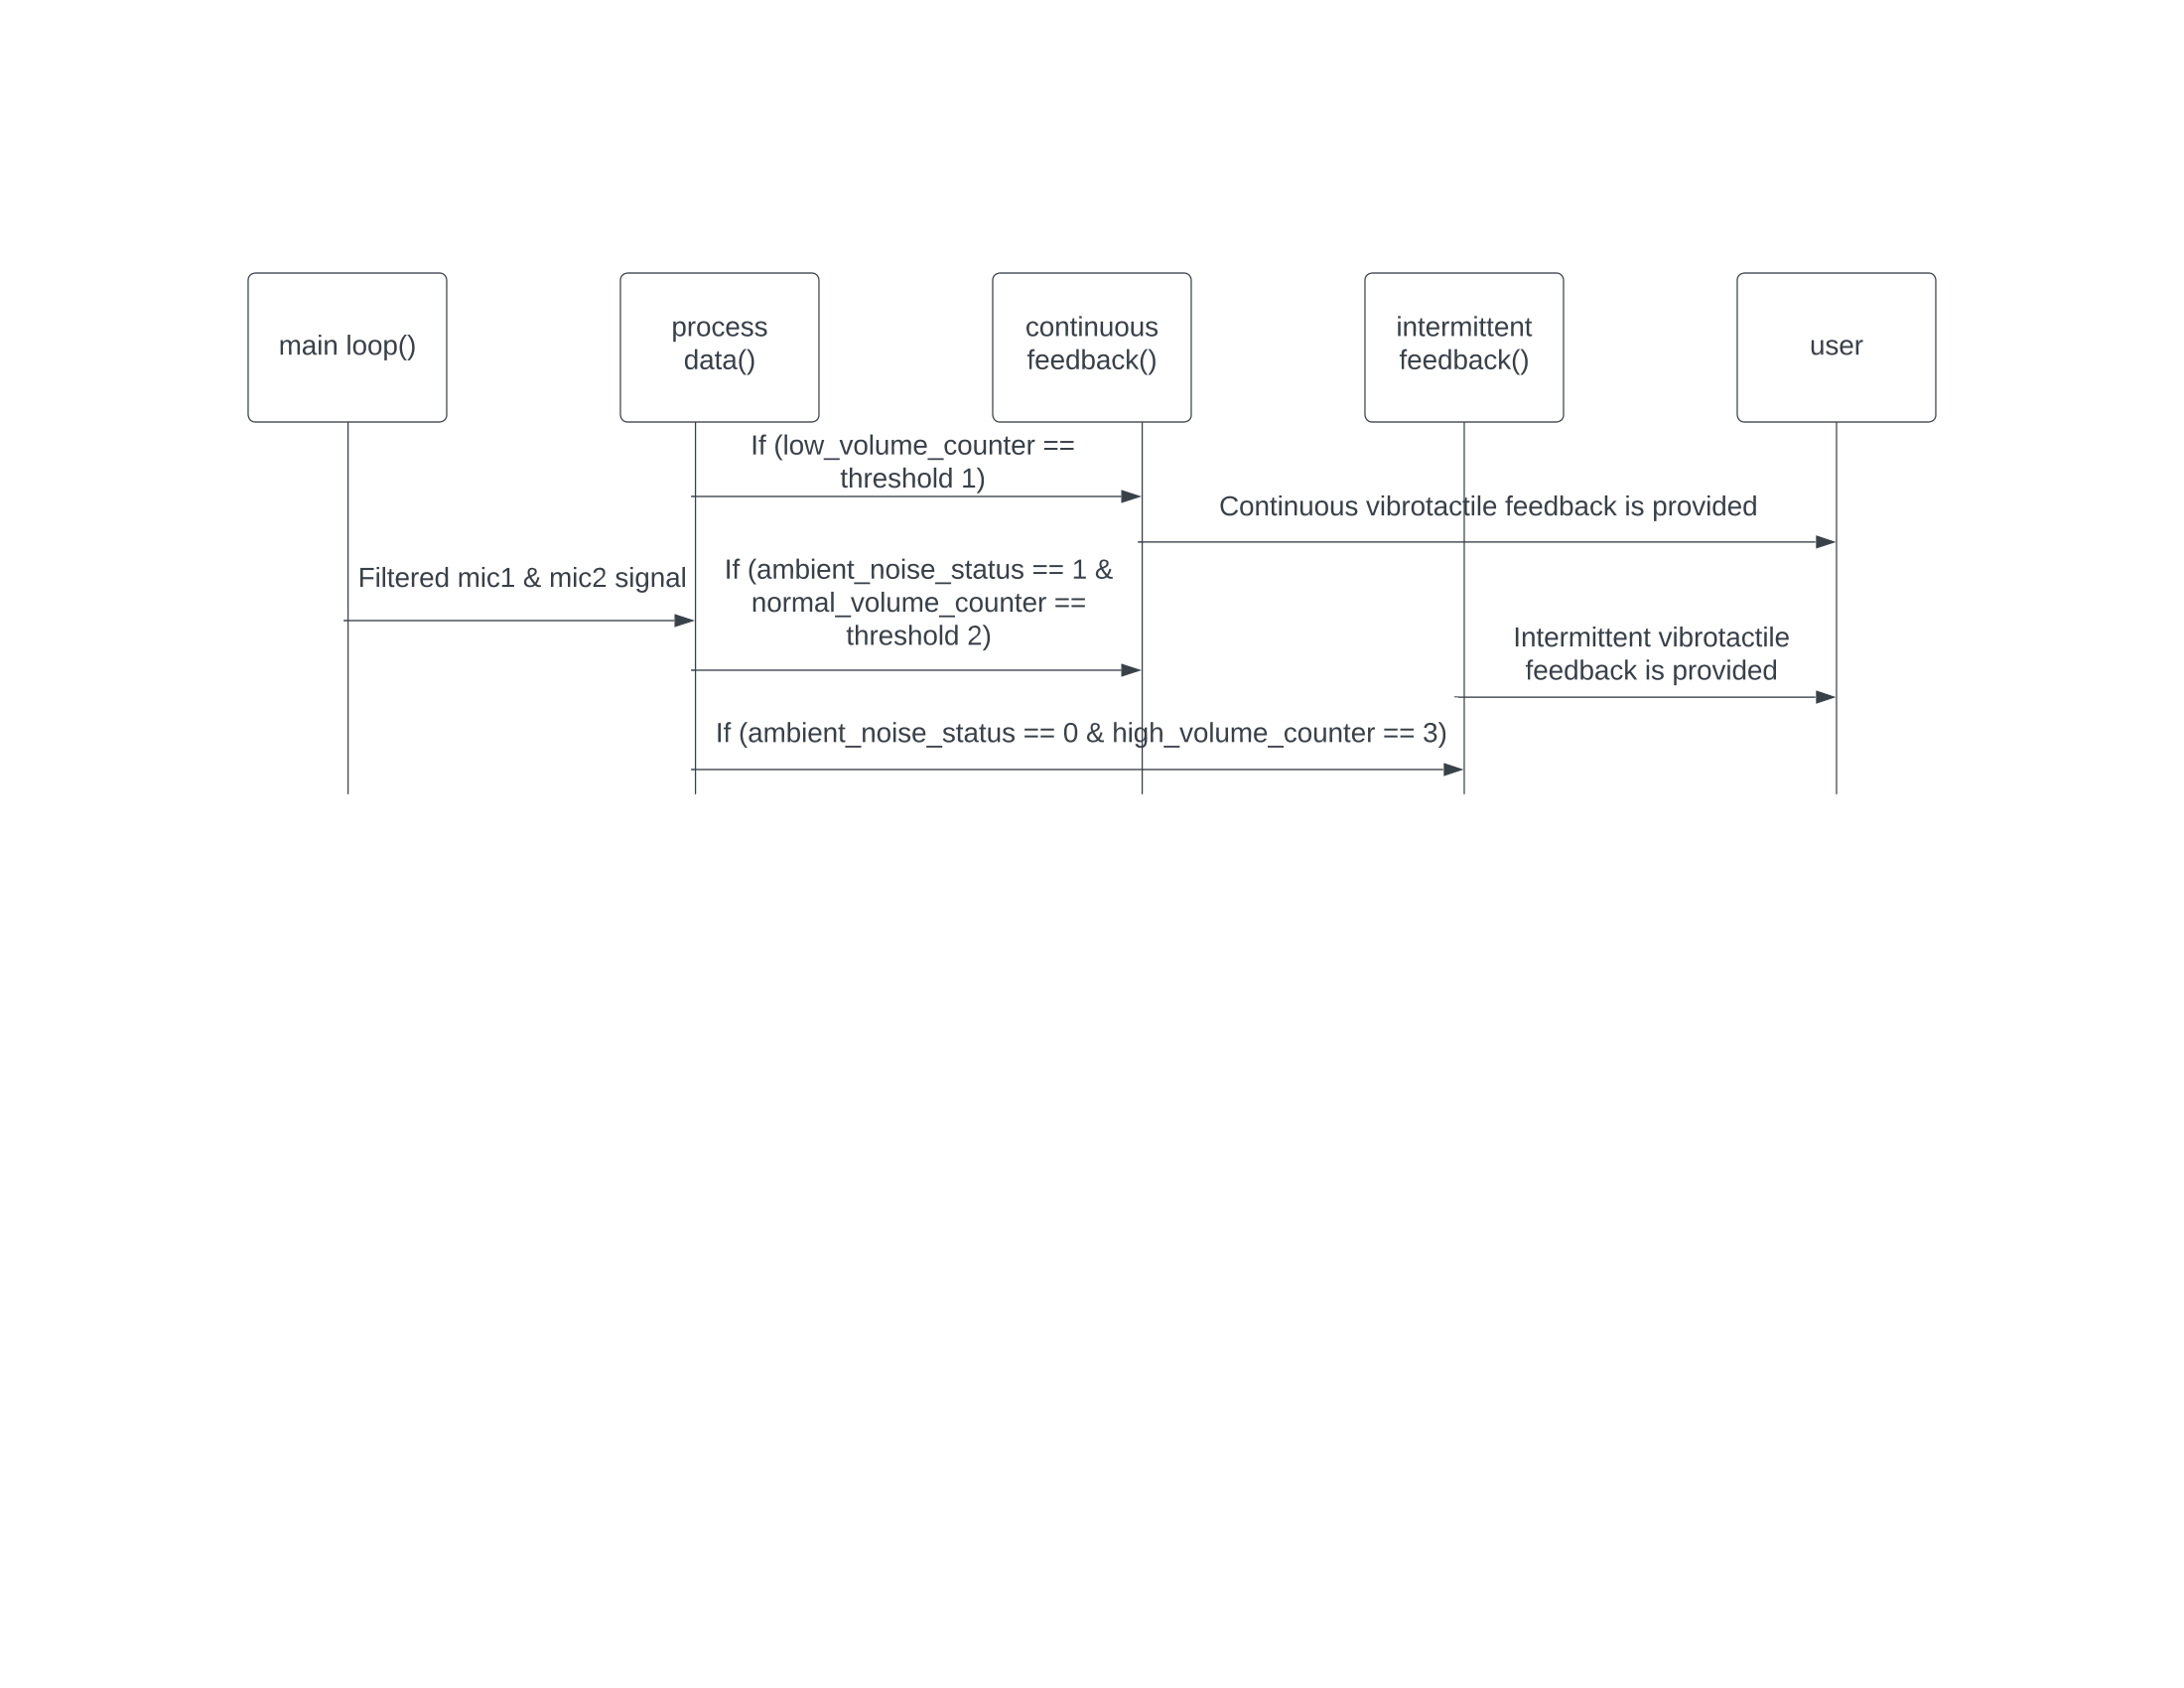 main loop()
process
data()
continuous
feedback()
intermittent
feedback()
user
If (low_volume_counter ==
threshold 1)
Continuous vibrotactile feedback is provided
Filtered mic1 & mic2 signal
If (ambient_noise_status == 1 &
normal_volume_counter ==
threshold 2)
Intermittent vibrotactile
feedback is provided
If (ambient_noise_status == 0 & high_volume_counter == 3)